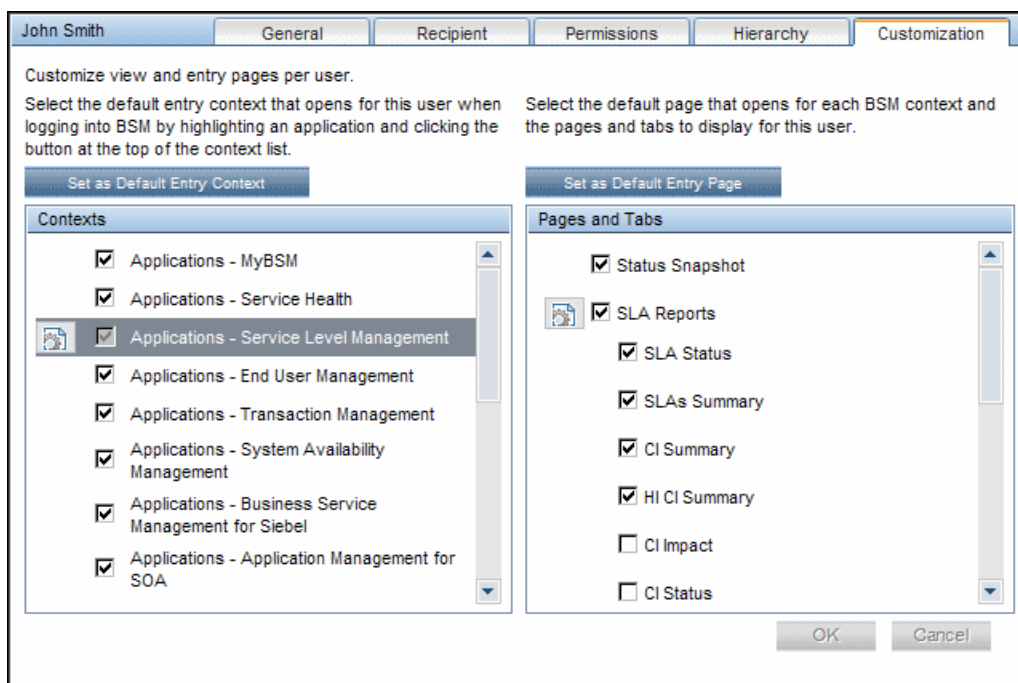 John Smith
General
Recipient
Permissions
Hierarchy
Customization
Customize view and entry pages per user.
Select the default entry context that opens for this user when
logging into BSM by highlighting an application and clicking the
button at the top of the context list.
Select the default page that opens for each BSM context and
the pages and tabs to display for this user.
Set as Default Entry Context
Set as Default Entry Page
Contexts
Applications - MyBSM
Applications - Service Health
Applications - Service Level Management
Applications - End User Management
Applications - Transaction Management
Applications - System Availability
Management
Applications - Business Service
Management for Siebel
Applications - Application Management for
SOA
Pages and Tabs
Status Snapshot
SLA Reports
SLA Status
SLAs Summary
CI Summary
HI CI Summary
CI Impact
CI Status
OK
Cancel